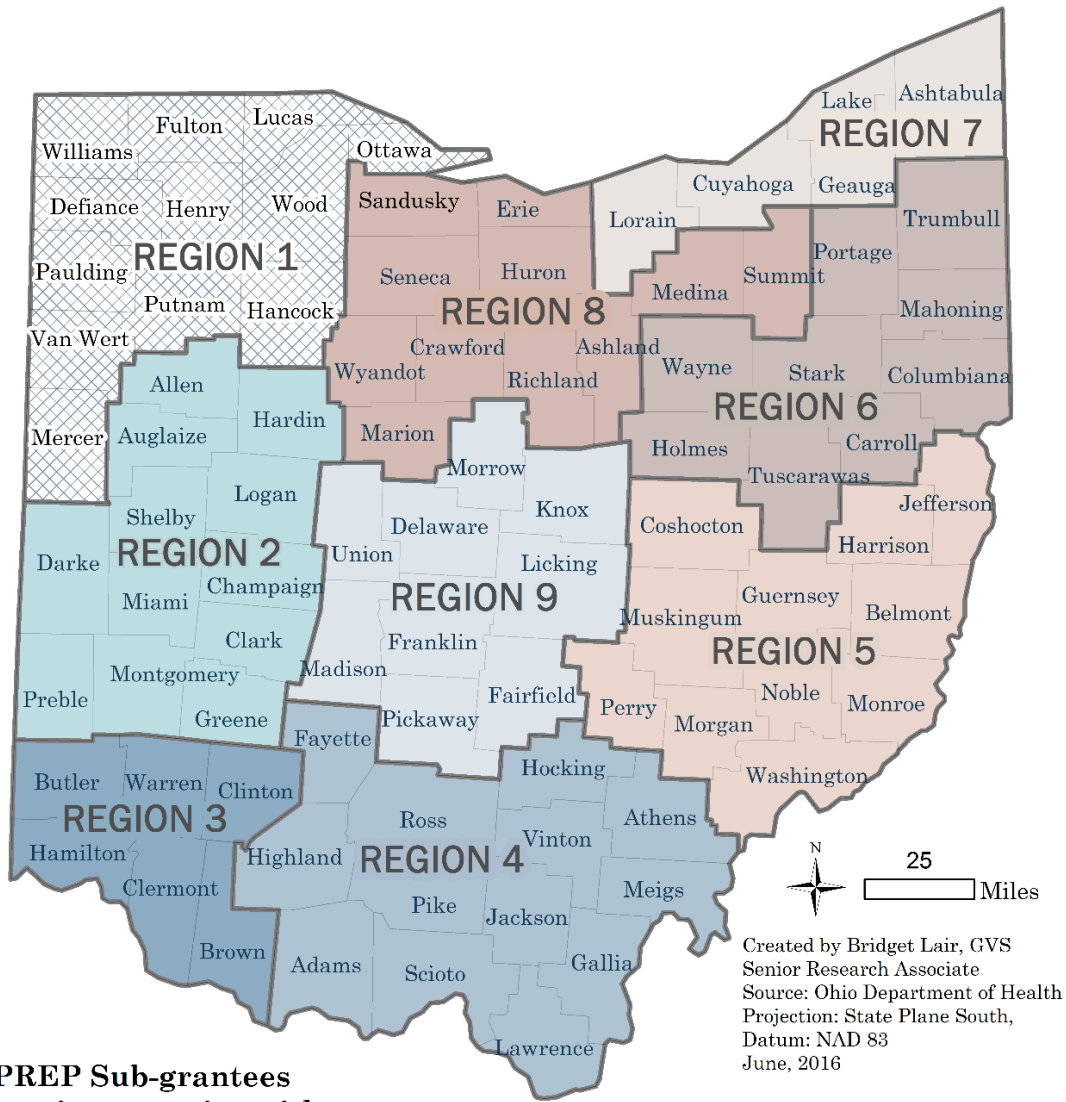 Lake
Ashtabula
REGION 7
Cuyahoga
Geauga
Lorain
Williams
Fulton
Lucas
Ottawa
Defiance
Henry
Wood
REGION 1
Paulding
Putnam
Hancock
Van Wert
Mercer
Sandusky
Erie
Seneca
Huron
REGION 8
Medina
Summit
Crawford
Ashland
Wyandot
Richland
Marion
Portage
Trumbull
Mahoning
Wayne
Stark
Columbiana
REGION 6
Holmes
Carroll
Tuscarawas
Allen
Hardin
Auglaize
Logan
Shelby
REGION 2
Darke
Champaign
Miami
Clark
Montgomery
Preble
Greene
Morrow
Knox
Delaware
Union
Licking
REGION 9
Franklin
Madison
Fairfield
Pickaway
Jefferson
Coshocton
Harrison
Guernsey
Muskingum
Belmont
REGION 5
Noble
Perry
Monroe
Morgan
Washington
Butler
Warren
Clinton
REGION 3
Hamilton
Clermont
Brown
Fayette
Hocking
Ross
Athens
Vinton
Highland
REGION 4
Meigs
Pike
Jackson
Adams
Scioto
Gallia
Lawrence
N
25
Miles
Created by Bridget Lair, GVS
Senior Research Associate
Source: Ohio Department of Health
Projection: State Plane South,
Datum: NAD 83
June, 2016
PREP Sub-grantees